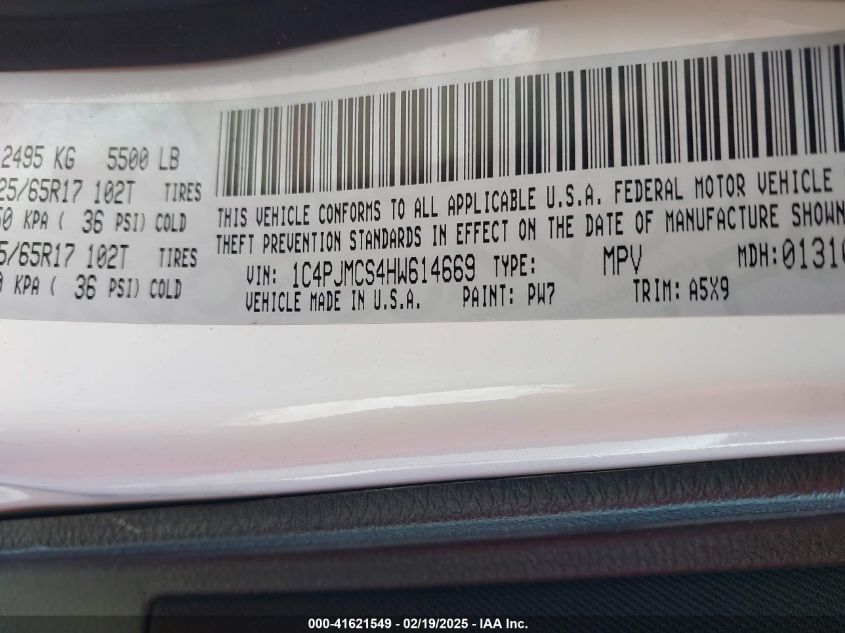 2495 KG 5500 LB
25/65R17 102T TIRES
50 KPA ( 36 PSI) COLD
5/65R17 102T TIRES
0 KPA ( 36 PSI) COLD
THIS VEHICLE CONFORMS TO ALL APPLICABLE U.S.A. FEDERAL MOTOR VEHICLE
THEFT PREVENTION STANDARDS IN EFFECT ON THE DATE OF MANUFACTURE SHOWN
VIN: 1C4PJMCS4HW614669 TYPE: MPV MDH: 01310
VEHICLE MADE IN U.S.A. PAINT: PW7 TRIM: A5X9
000-41621549 - 02/19/2025 - IAA Inc.